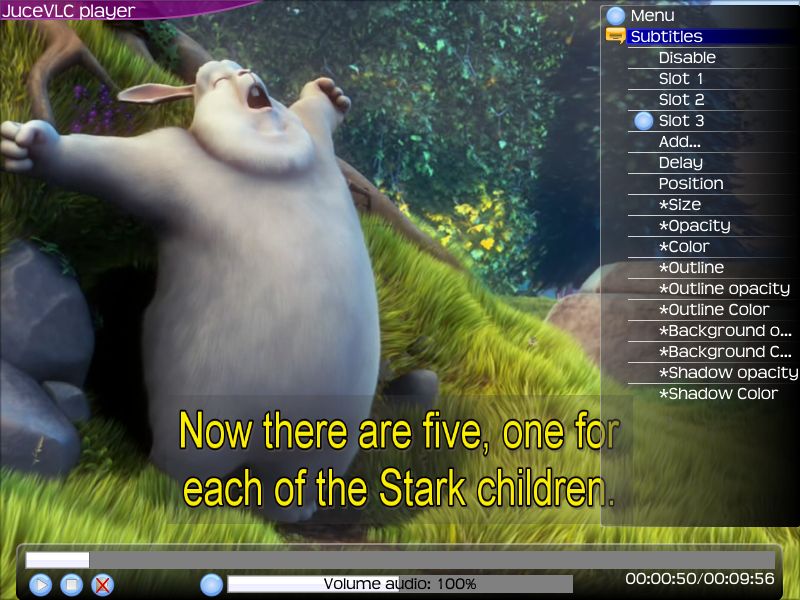 JuceVLC player
Menu
Subtitles
Disable
Slot 1
Slot 2
Slot 3
Add...
Delay
Position
*Size
*Opacity
*Color
*Outline
*Outline opacity
*Outline Color
*Background o...
*Background C...
*Shadow opacity
*Shadow Color
Now there are five, one for
each of the Stark children.
Volume audio: 100%
00:00:50/00:09:56